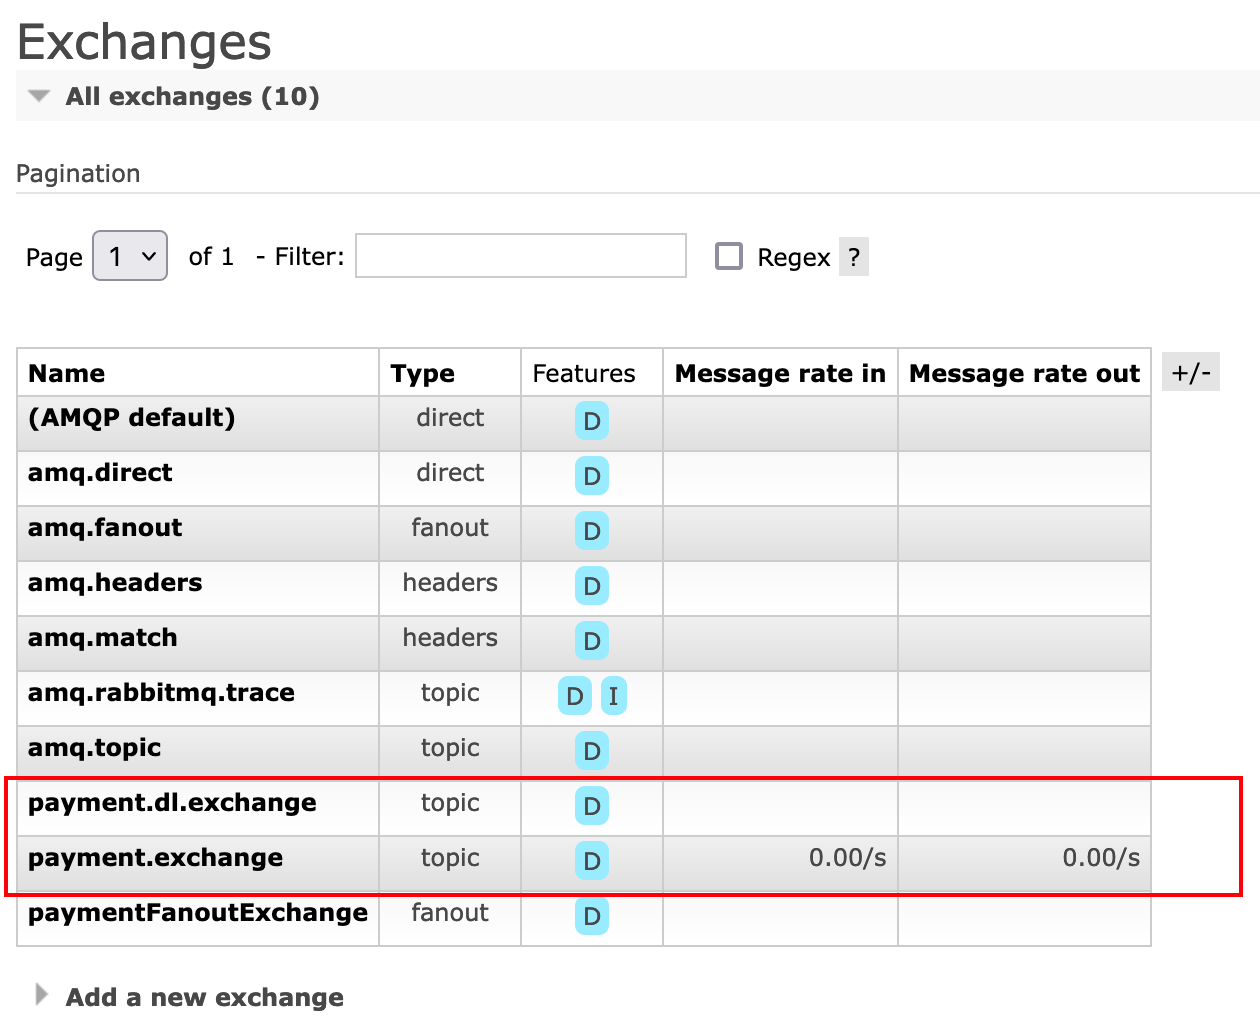 Exchanges
All exchanges (10)
Pagination
Page 1 of 1 - Filter: Regex ?
Name Type Features Message rate in Message rate out +/-
(AMQP default) direct D
amq.direct direct D
amq.fanout fanout D
amq.headers headers D
amq.match headers D
amq.rabbitmq.trace topic D I
amq.topic topic D
payment.dl.exchange topic D
payment.exchange topic D 0.00/s 0.00/s
paymentFanoutExchange fanout D
Add a new exchange